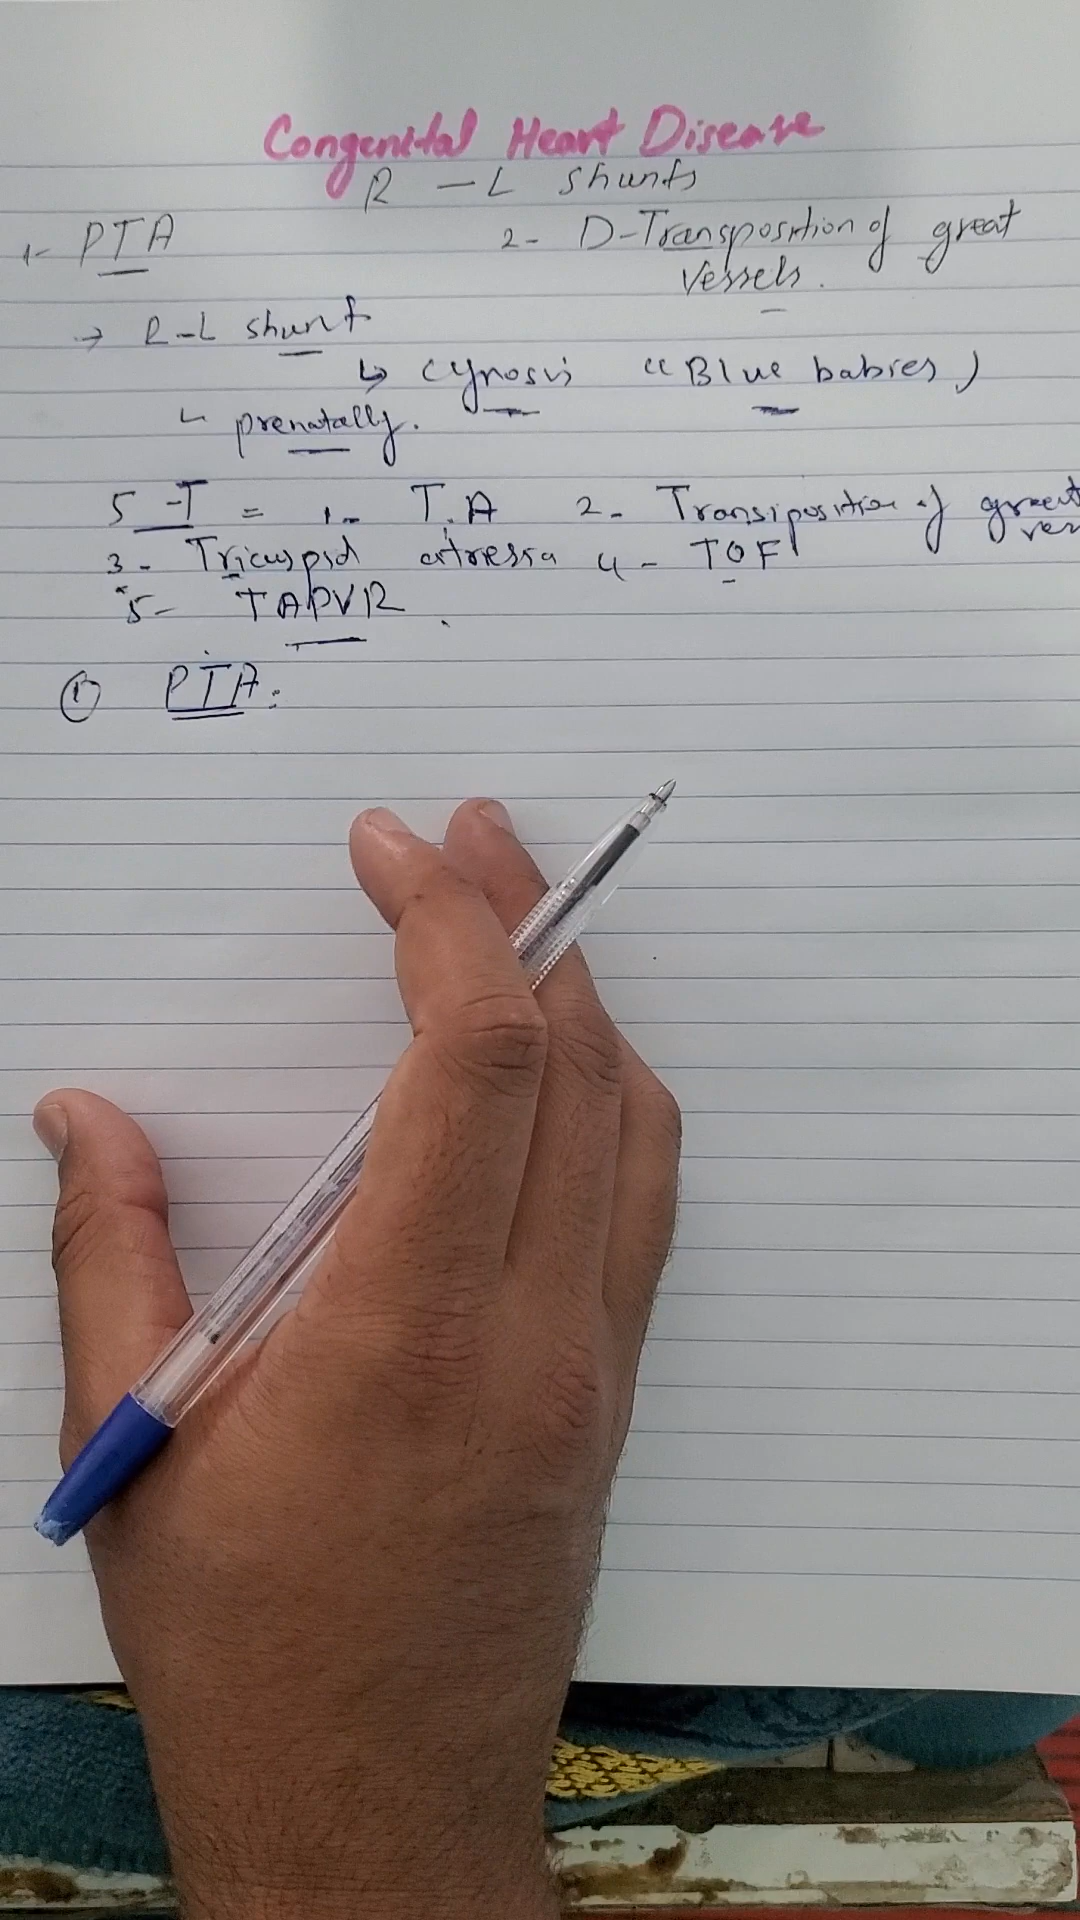 Congenital Heart Disease
R - L shunts
1- PTA 2- D-Transposition of great
vessels.
→ R-L shunt
↳ cynosis "Blue babies)
↳ prenatally.
5 -T = 1- T.A 2- Transiposition of great
3- Tricuspid atressia 4- TOF
5- TAPVR
① PTA: